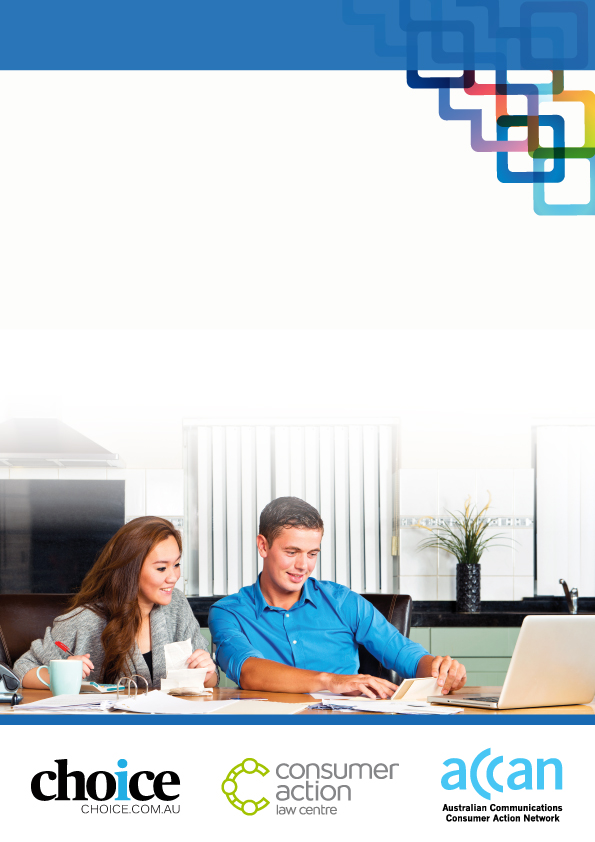 choice
CHOICE.COM.AU
consumer
action
law centre
accan
Australian Communications
Consumer Action Network